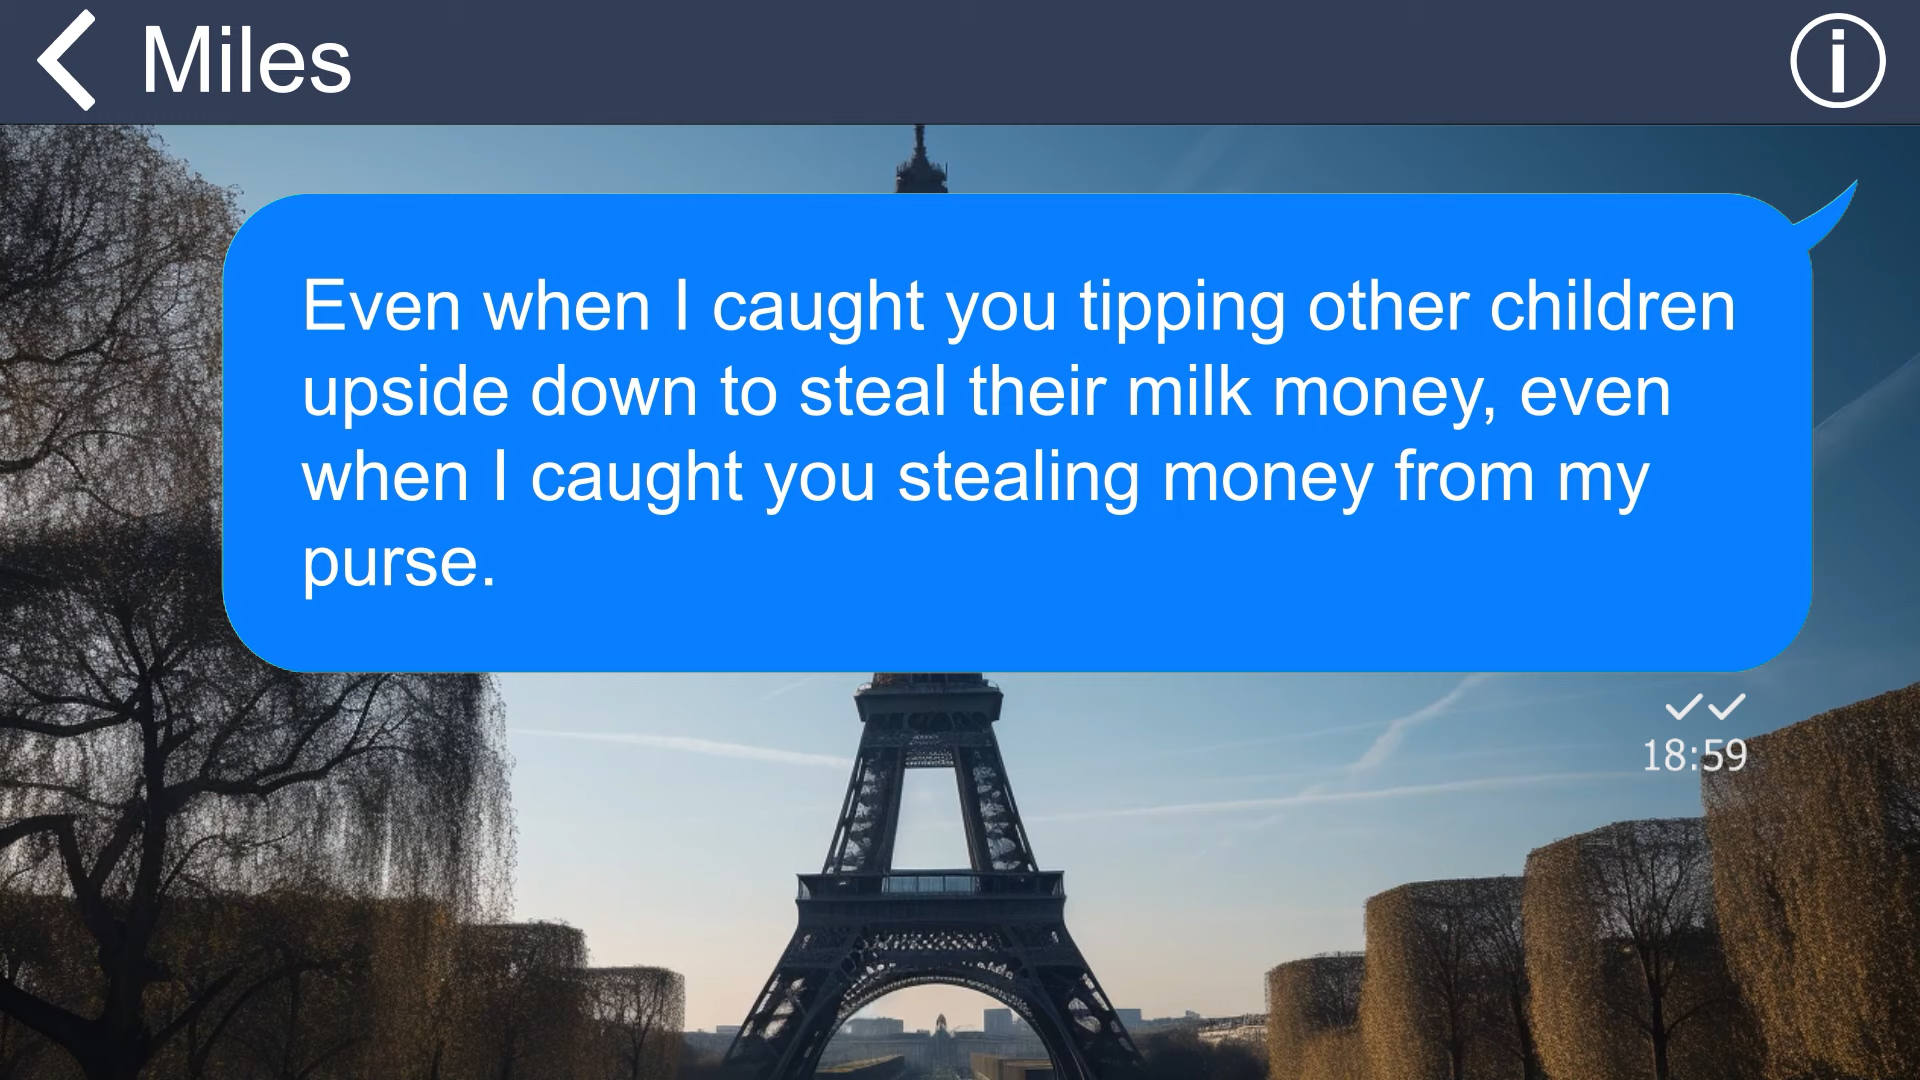 Miles
Even when I caught you tipping other children
upside down to steal their milk money, even
when I caught you stealing money from my
purse.
18:59